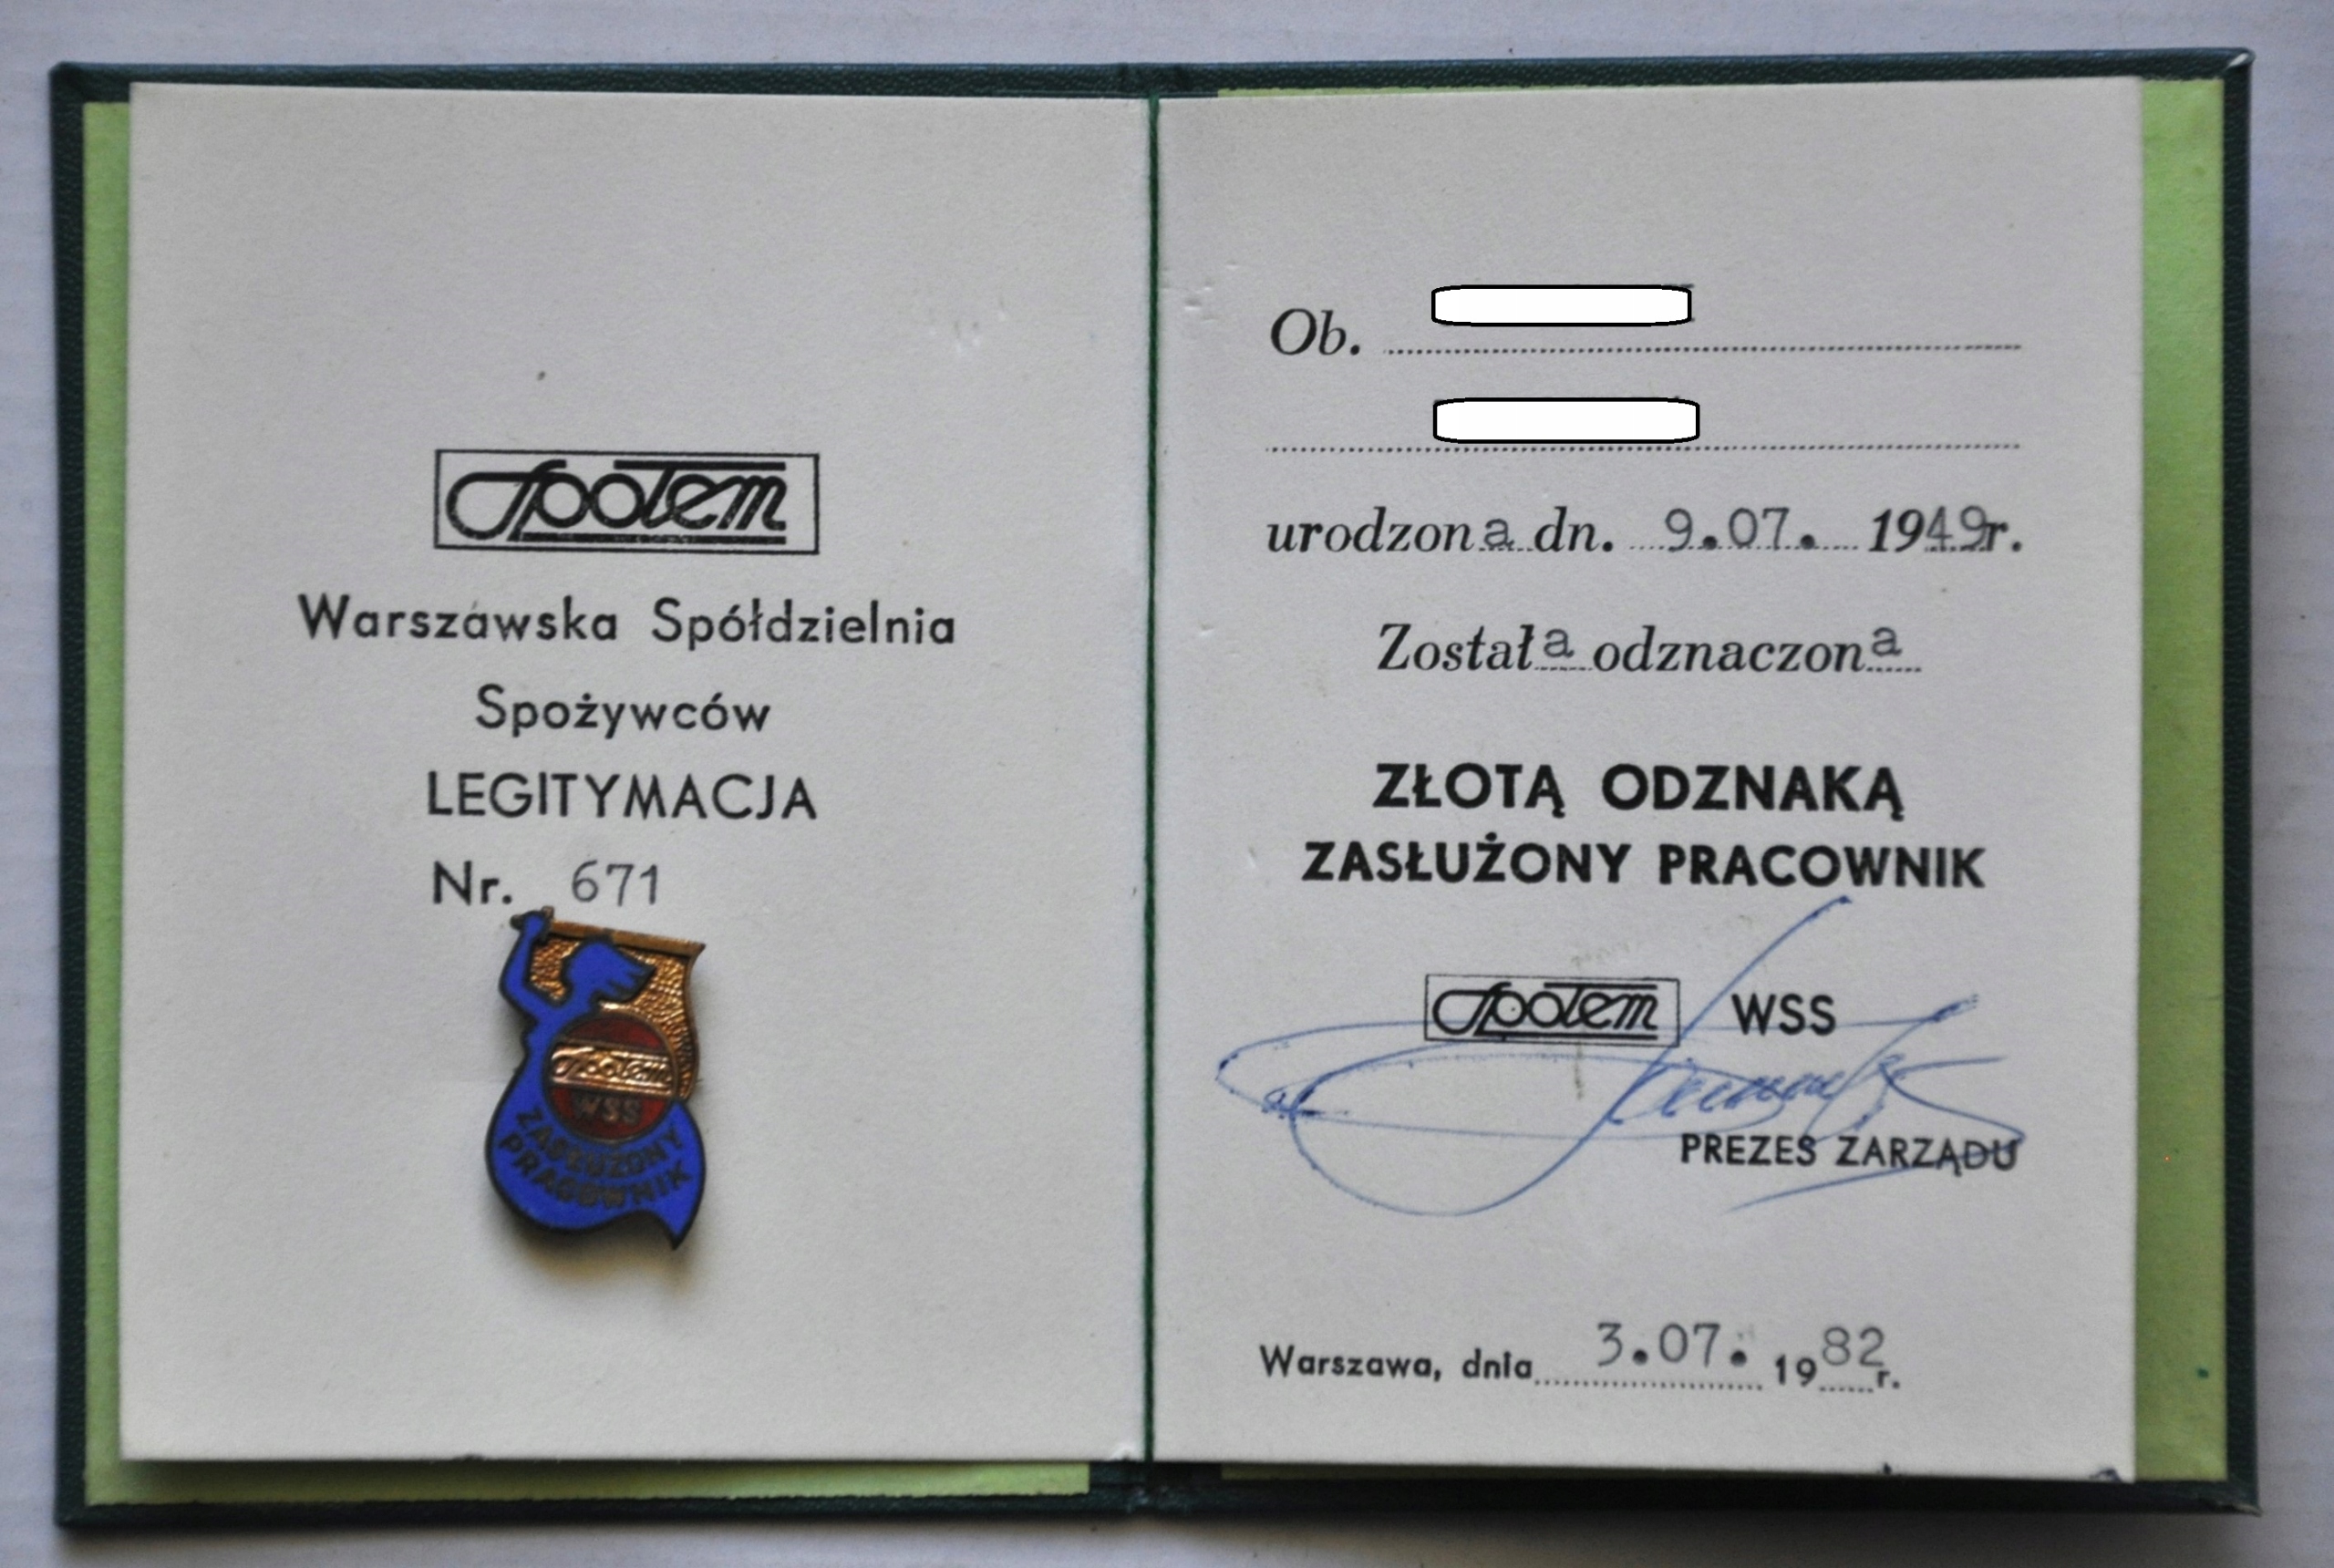 Społem
Warszawska Spółdzielnia
Spożywców
LEGITYMACJA
Nr. 671
Społem
WSS
ZASŁUŻONY
PRACOWNIK
Ob.
urodzona dn. 9.07. 1949r.
Została odznaczona
ZŁOTĄ ODZNAKĄ
ZASŁUŻONY PRACOWNIK
Społem WSS
PREZES ZARZĄDU
Warszawa, dnia 3.07. 1982 r.